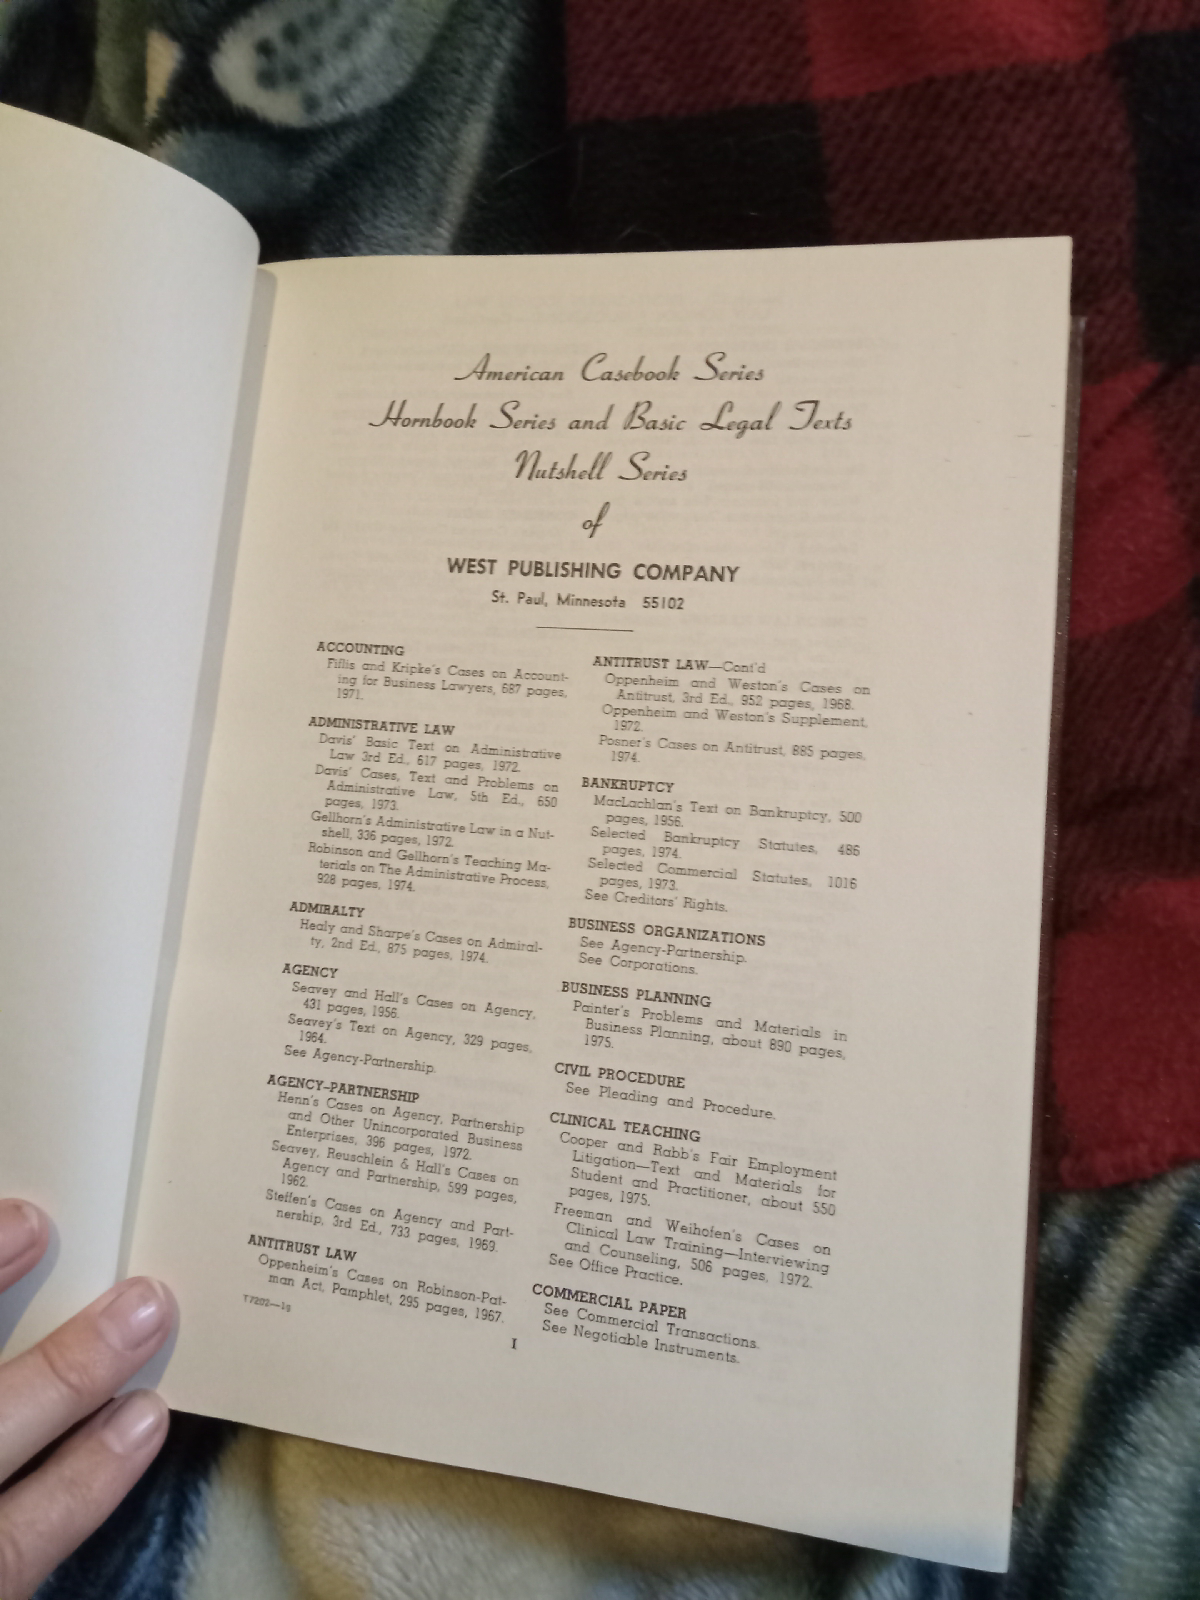 American Casebook Series
Hornbook Series and Basic Legal Texts
Nutshell Series
of
WEST PUBLISHING COMPANY
St. Paul, Minnesota 55102
ACCOUNTING
Fiflis and Kripke's Cases on Account-
ing for Business Lawyers, 687 pages,
1971.
ADMINISTRATIVE LAW
Davis' Basic Text on Administrative
Law 3rd Ed., 617 pages, 1972.
Davis' Cases, Text and Problems on
Administrative Law, 5th Ed., 650
pages, 1973.
Gellhorn's Administrative Law in a Nut-
shell, 336 pages, 1972.
Robinson and Gellhorn's Teaching Ma-
terials on The Administrative Process,
928 pages, 1974.
ADMIRALTY
Healy and Sharpe's Cases on Admiral-
ty, 2nd Ed., 875 pages, 1974.
AGENCY
Seavey and Hall's Cases on Agency,
431 pages, 1956.
Seavey's Text on Agency, 329 pages,
1964.
See Agency-Partnership.
AGENCY–PARTNERSHIP
Henn's Cases on Agency, Partnership
and Other Unincorporated Business
Enterprises, 396 pages, 1972.
Seavey, Reuschlein & Hall's Cases on
Agency and Partnership, 599 pages,
1962.
Steffen's Cases on Agency and Part-
nership, 3rd Ed., 733 pages, 1969.
ANTITRUST LAW
Oppenheim's Cases on Robinson-Pat-
man Act, Pamphlet, 295 pages, 1967.
T7202—1g
ANTITRUST LAW—Cont'd
Oppenheim and Weston's Cases on
Antitrust, 3rd Ed., 952 pages, 1968.
Oppenheim and Weston's Supplement,
1972.
Posner's Cases on Antitrust, 885 pages,
1974.
BANKRUPTCY
MacLachlan's Text on Bankruptcy, 500
pages, 1956.
Selected Bankruptcy Statutes, 486
pages, 1974.
Selected Commercial Statutes, 1016
pages, 1973.
See Creditors' Rights.
BUSINESS ORGANIZATIONS
See Agency-Partnership.
See Corporations.
BUSINESS PLANNING
Painter's Problems and Materials in
Business Planning, about 890 pages,
1975.
CIVIL PROCEDURE
See Pleading and Procedure.
CLINICAL TEACHING
Cooper and Rabb's Fair Employment
Litigation—Text and Materials for
Student and Practitioner, about 550
pages, 1975.
Freeman and Weihofen's Cases on
Clinical Law Training—Interviewing
and Counseling, 506 pages, 1972.
See Office Practice.
COMMERCIAL PAPER
See Commercial Transactions.
See Negotiable Instruments.
I